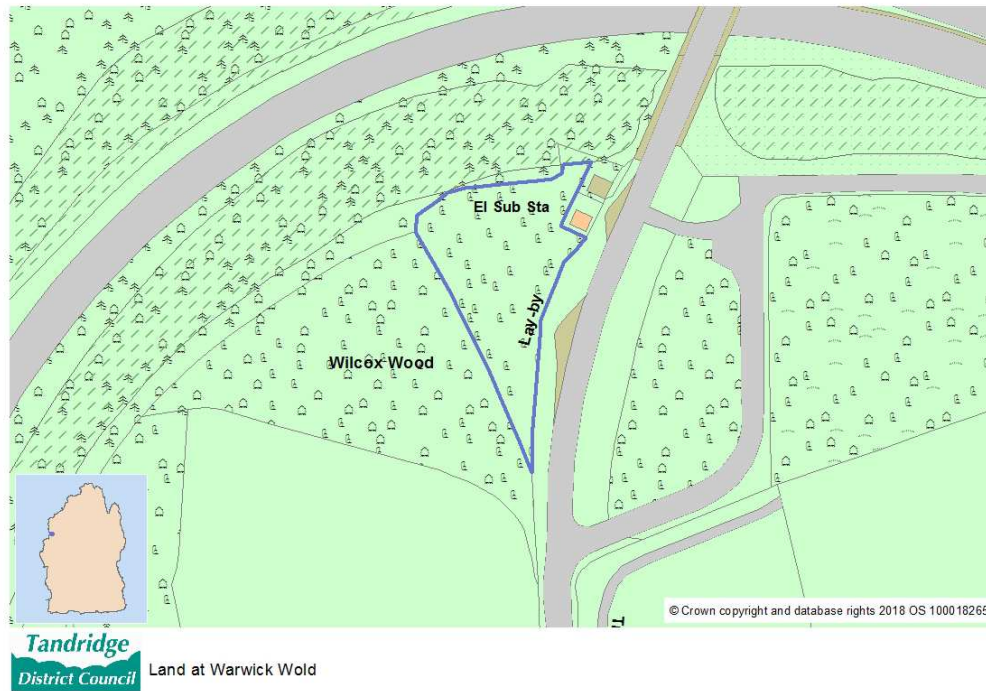 El Sub Sta
Lay-by
Wilcox Wood
© Crown copyright and database rights 2018 OS 100018265
Tandridge
District Council
Land at Warwick Wold